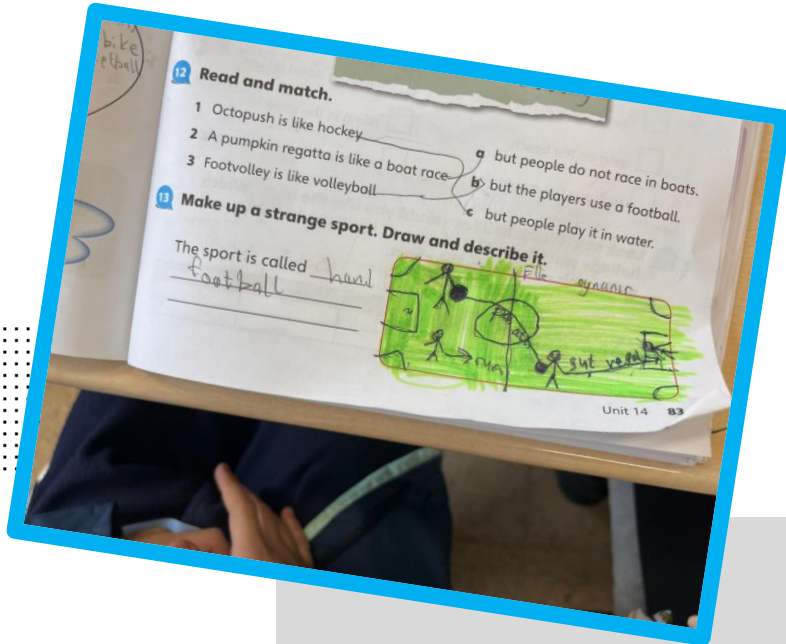 bike
12 Read and match.
1 Octopush is like hockey
2 A pumpkin regatta is like a boat race
3 Footvolley is like volleyball
a but people do not race in boats.
b but the players use a football.
c but people play it in water.
13 Make up a strange sport. Draw and describe it.
The sport is called hand
football
run
Unit 14 83